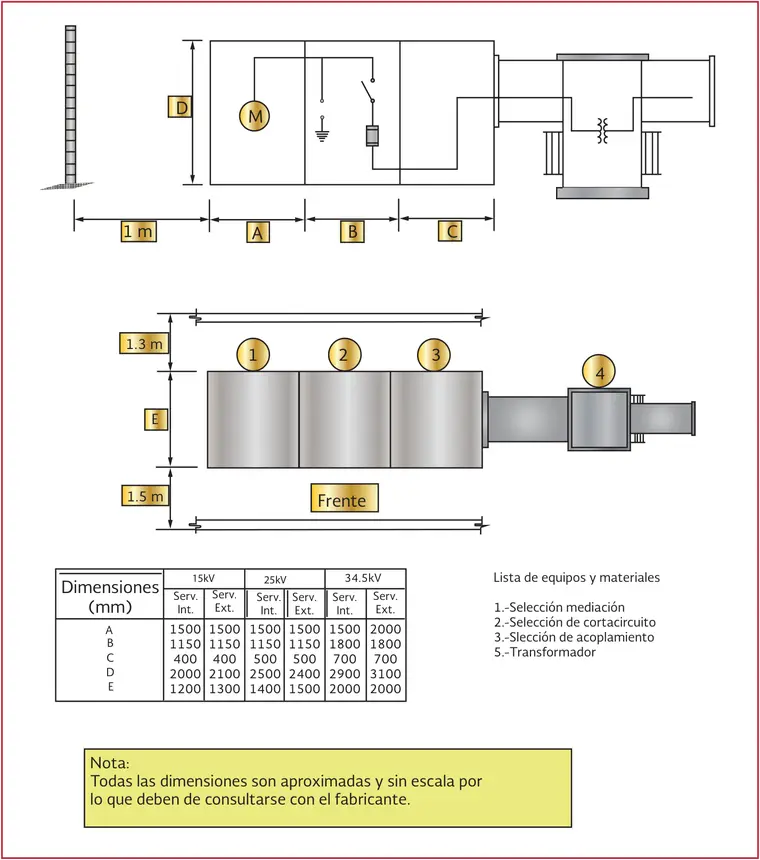 D
M
1 m
A
B
C
1.3 m
1
2
3
4
E
1.5 m
Frente
Dimensiones
(mm)
15kV 25kV 34.5kV
Serv. Int. Serv. Ext. Serv. Int. Serv. Ext. Serv. Int. Serv. Ext.
A 1500 1500 1500 1500 1500 2000
B 1150 1150 1150 1150 1800 1800
C 400 400 500 500 700 700
D 2000 2100 2500 2400 2900 3100
E 1200 1300 1400 1500 2000 2000
Lista de equipos y materiales
1.-Selección mediación
2.-Selección de cortacircuito
3.-Slección de acoplamiento
5.-Transformador
Nota:
Todas las dimensiones son aproximadas y sin escala por
lo que deben de consultarse con el fabricante.